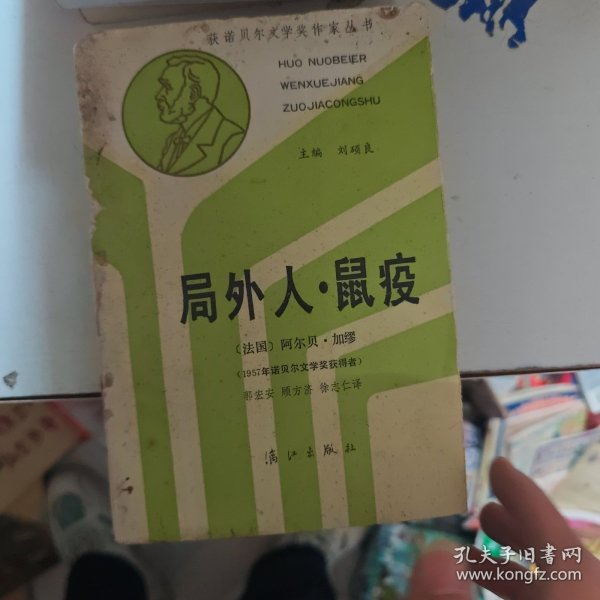 获诺贝尔文学奖作家丛书
HUO NUOBEIER
WENXUEJIANG
ZUOJIACONGSHU
主编 刘硕良
局外人·鼠疫
〔法国〕阿尔贝·加缪
(1957年诺贝尔文学奖获得者)
郭宏安 顾方济 徐志仁译
漓江出版社
孔夫子旧书网
www.kongfz.com